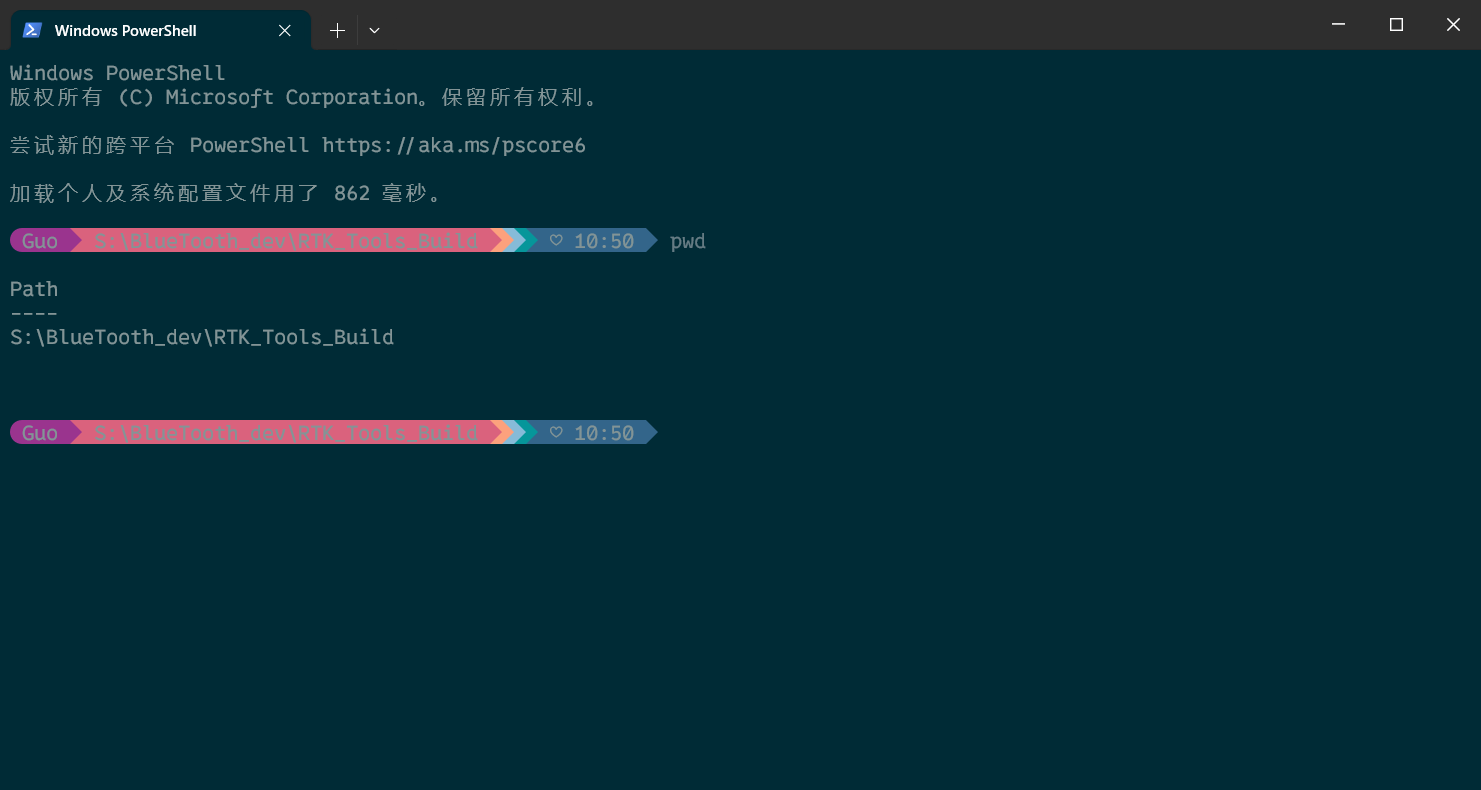 Windows PowerShell
Windows PowerShell
版权所有 (C) Microsoft Corporation。保留所有权利。
尝试新的跨平台 PowerShell https://aka.ms/pscore6
加载个人及系统配置文件用了 862 毫秒。
Guo S:\BlueTooth_dev\RTK_Tools_Build ♡ 10:50 pwd
Path
----
S:\BlueTooth_dev\RTK_Tools_Build
Guo S:\BlueTooth_dev\RTK_Tools_Build ♡ 10:50